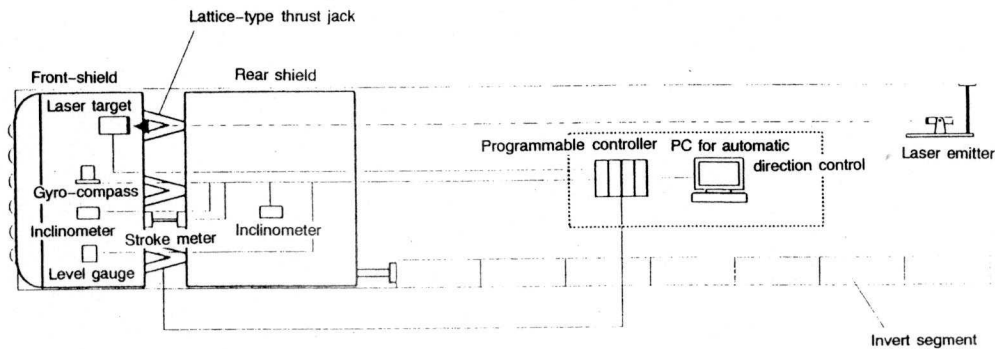 Lattice-type thrust jack
Front-shield
Rear shield
Laser target
Programmable controller
PC for automatic
direction control
Laser emitter
Gyro-compass
Inclinometer
Stroke meter
Inclinometer
Level gauge
Invert segment